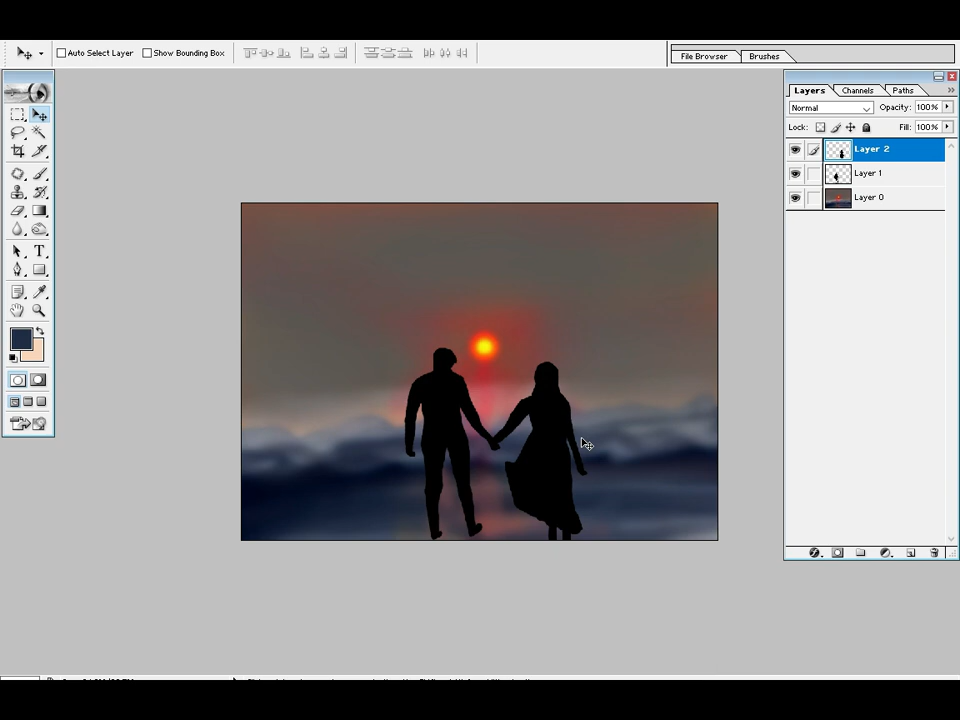 Auto Select Layer Show Bounding Box
File Browser Brushes
Layers Channels Paths
Normal Opacity: 100%
Lock: Fill: 100%
Layer 2
Layer 1
Layer 0
T